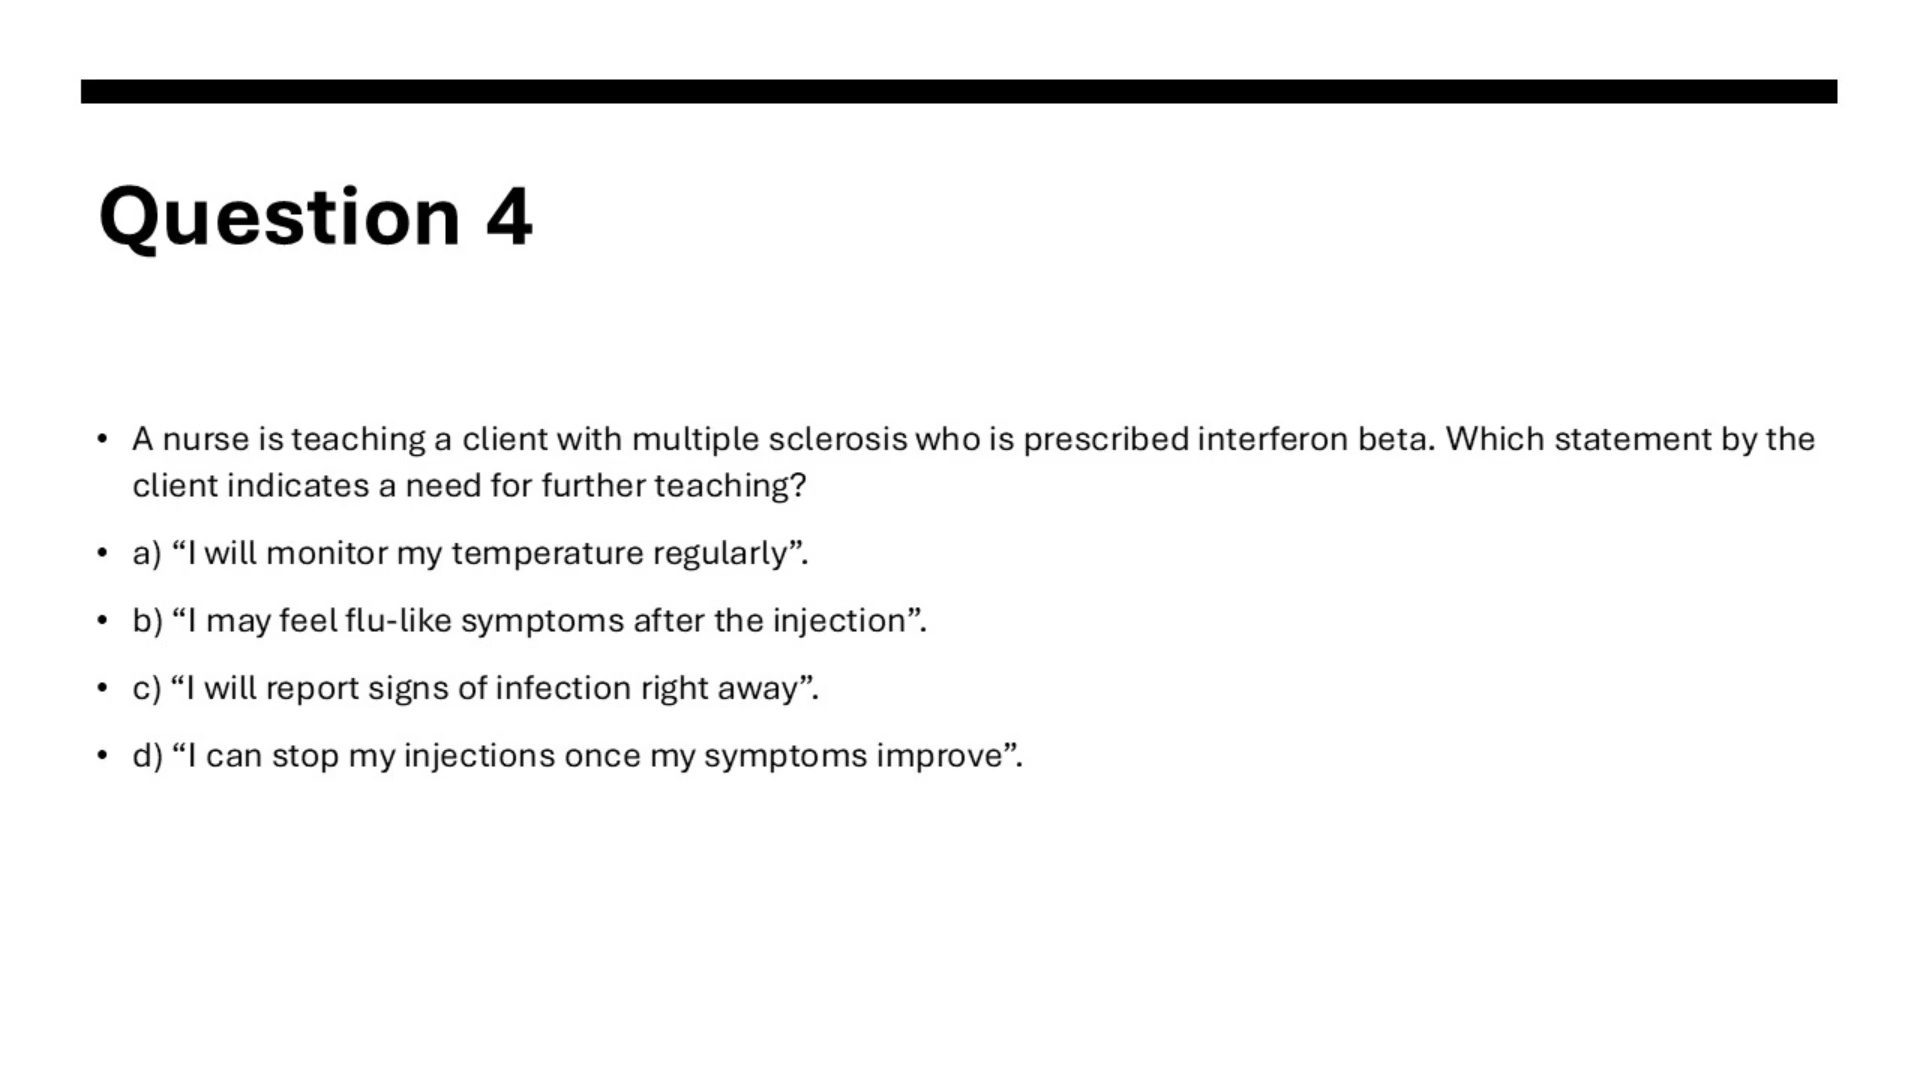 Question 4
• A nurse is teaching a client with multiple sclerosis who is prescribed interferon beta. Which statement by the
client indicates a need for further teaching?
• a) “I will monitor my temperature regularly”.
• b) “I may feel flu-like symptoms after the injection”.
• c) “I will report signs of infection right away”.
• d) “I can stop my injections once my symptoms improve”.